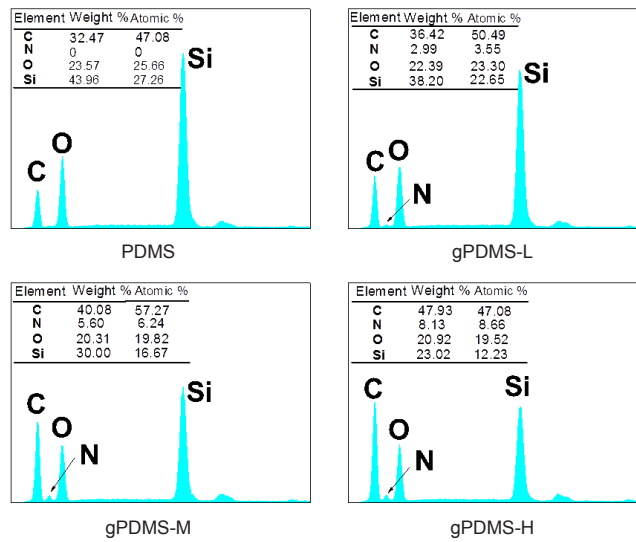 Element Weight % Atomic %
C 32.47 47.08
N 0 0
O 23.57 25.66
Si 43.96 27.26
Si
O
C
PDMS
Element Weight % Atomic %
C 36.42 50.49
N 2.99 3.55
O 22.39 23.30
Si 38.20 22.65
Si
C O
N
gPDMS-L
Element Weight % Atomic %
C 40.08 57.27
N 5.60 6.24
O 20.31 19.82
Si 30.00 16.67
Si
C
O
N
gPDMS-M
Element Weight % Atomic %
C 47.93 47.08
N 8.13 8.66
O 20.92 19.52
Si 23.02 12.23
C
Si
O
N
gPDMS-H